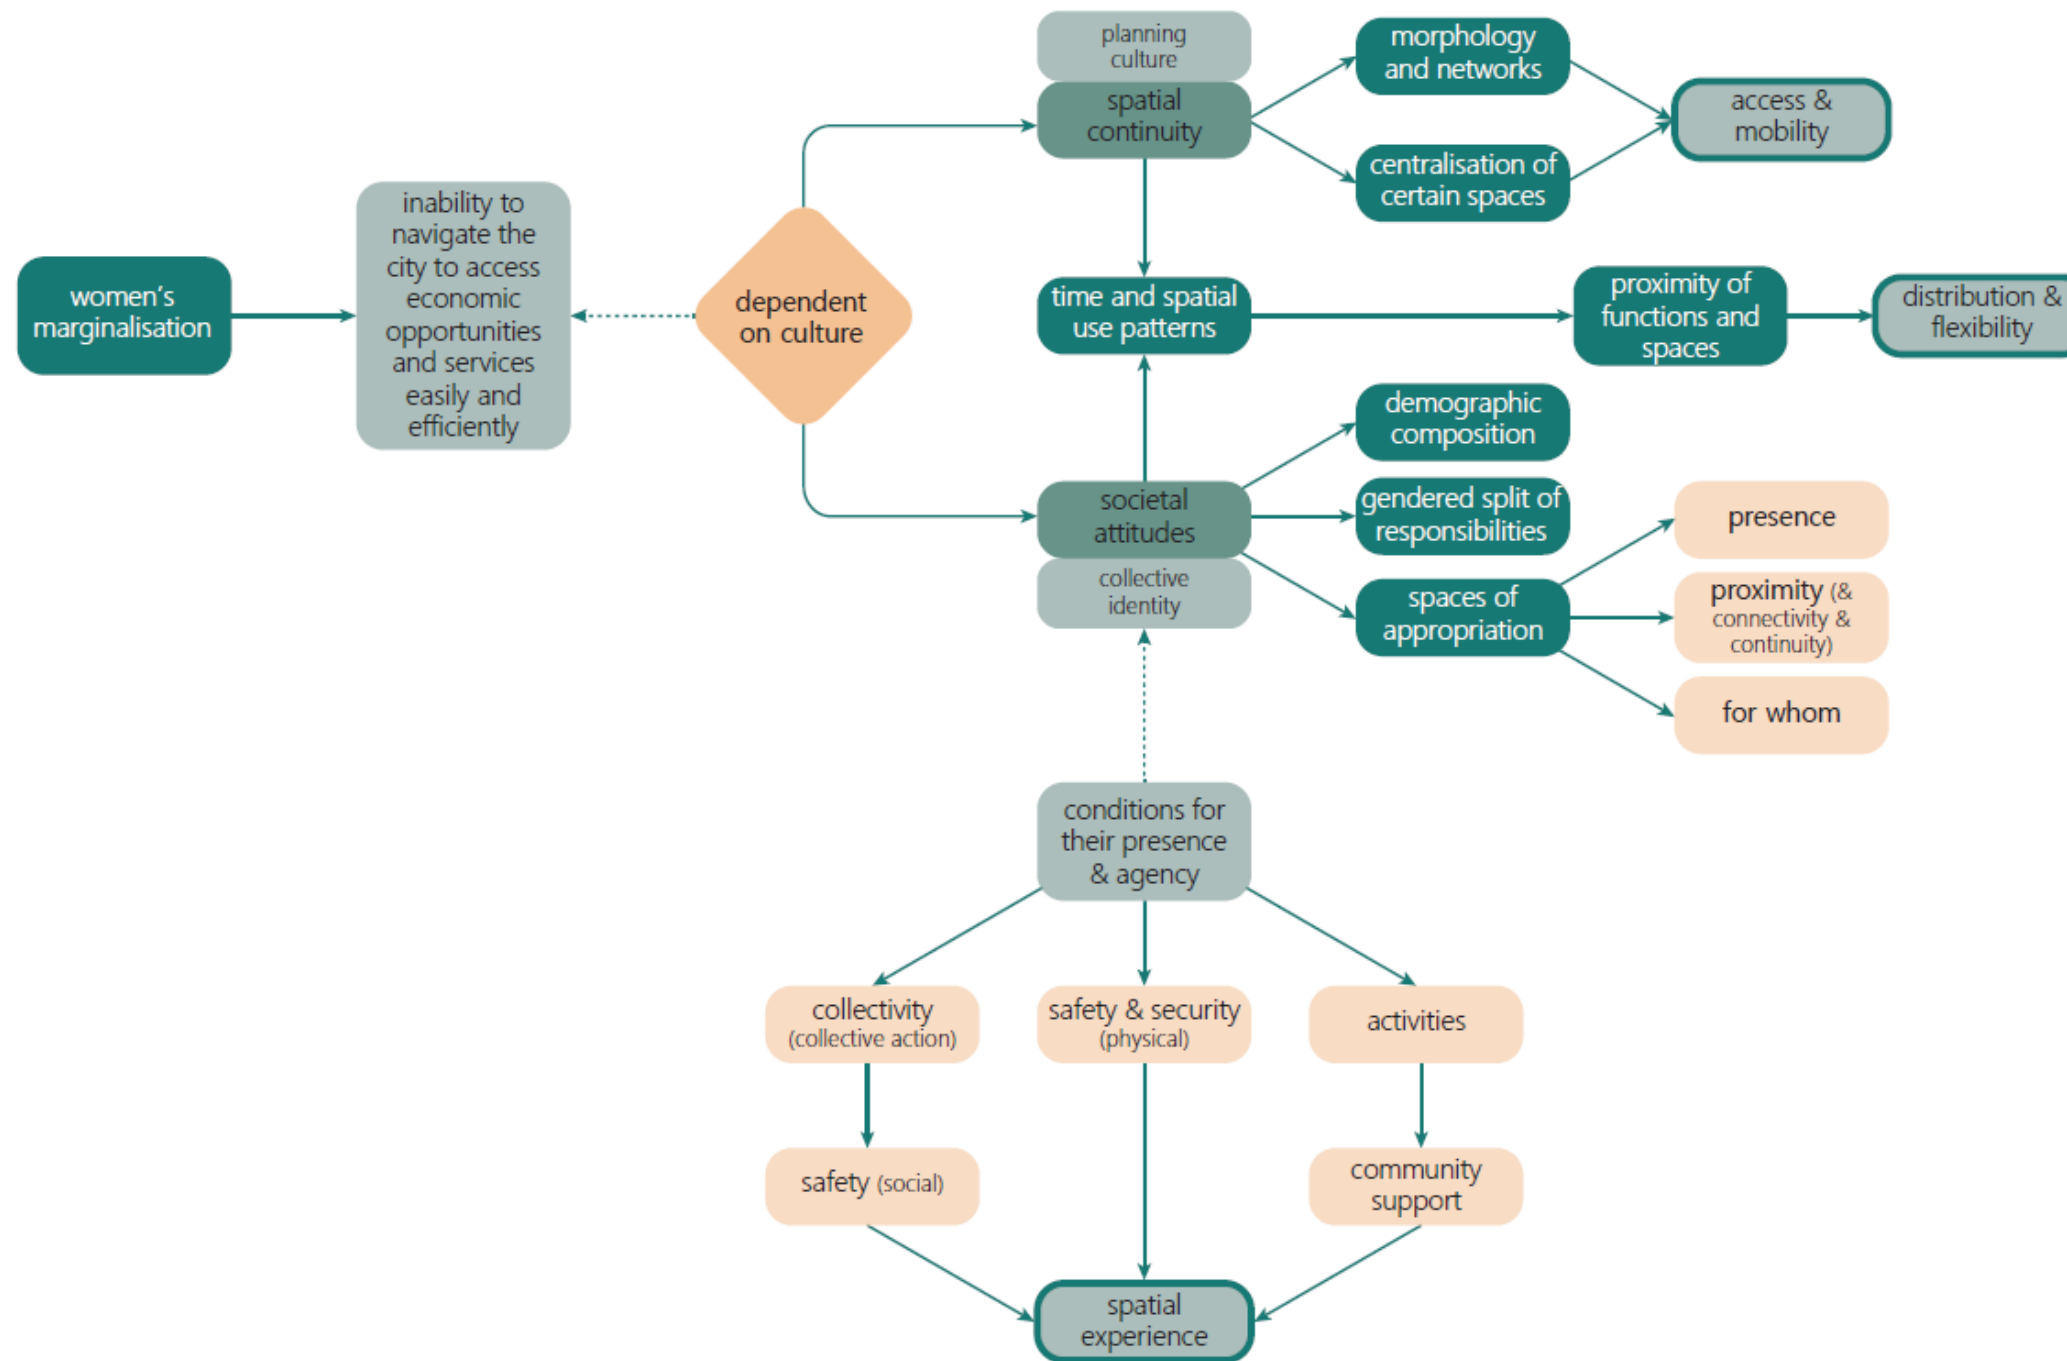 planning
culture
spatial
continuity
morphology
and networks
centralisation of
certain spaces
access &
mobility
women's
marginalisation
inability to
navigate the
city to access
economic
opportunities
and services
easily and
efficiently
dependent
on culture
time and spatial
use patterns
proximity of
functions and
spaces
distribution &
flexibility
societal
attitudes
collective
identity
demographic
composition
gendered split of
responsibilities
spaces of
appropriation
presence
proximity (&
connectivity &
continuity)
for whom
conditions for
their presence
& agency
collectivity
(collective action)
safety & security
(physical)
activities
safety (social)
community
support
spatial
experience